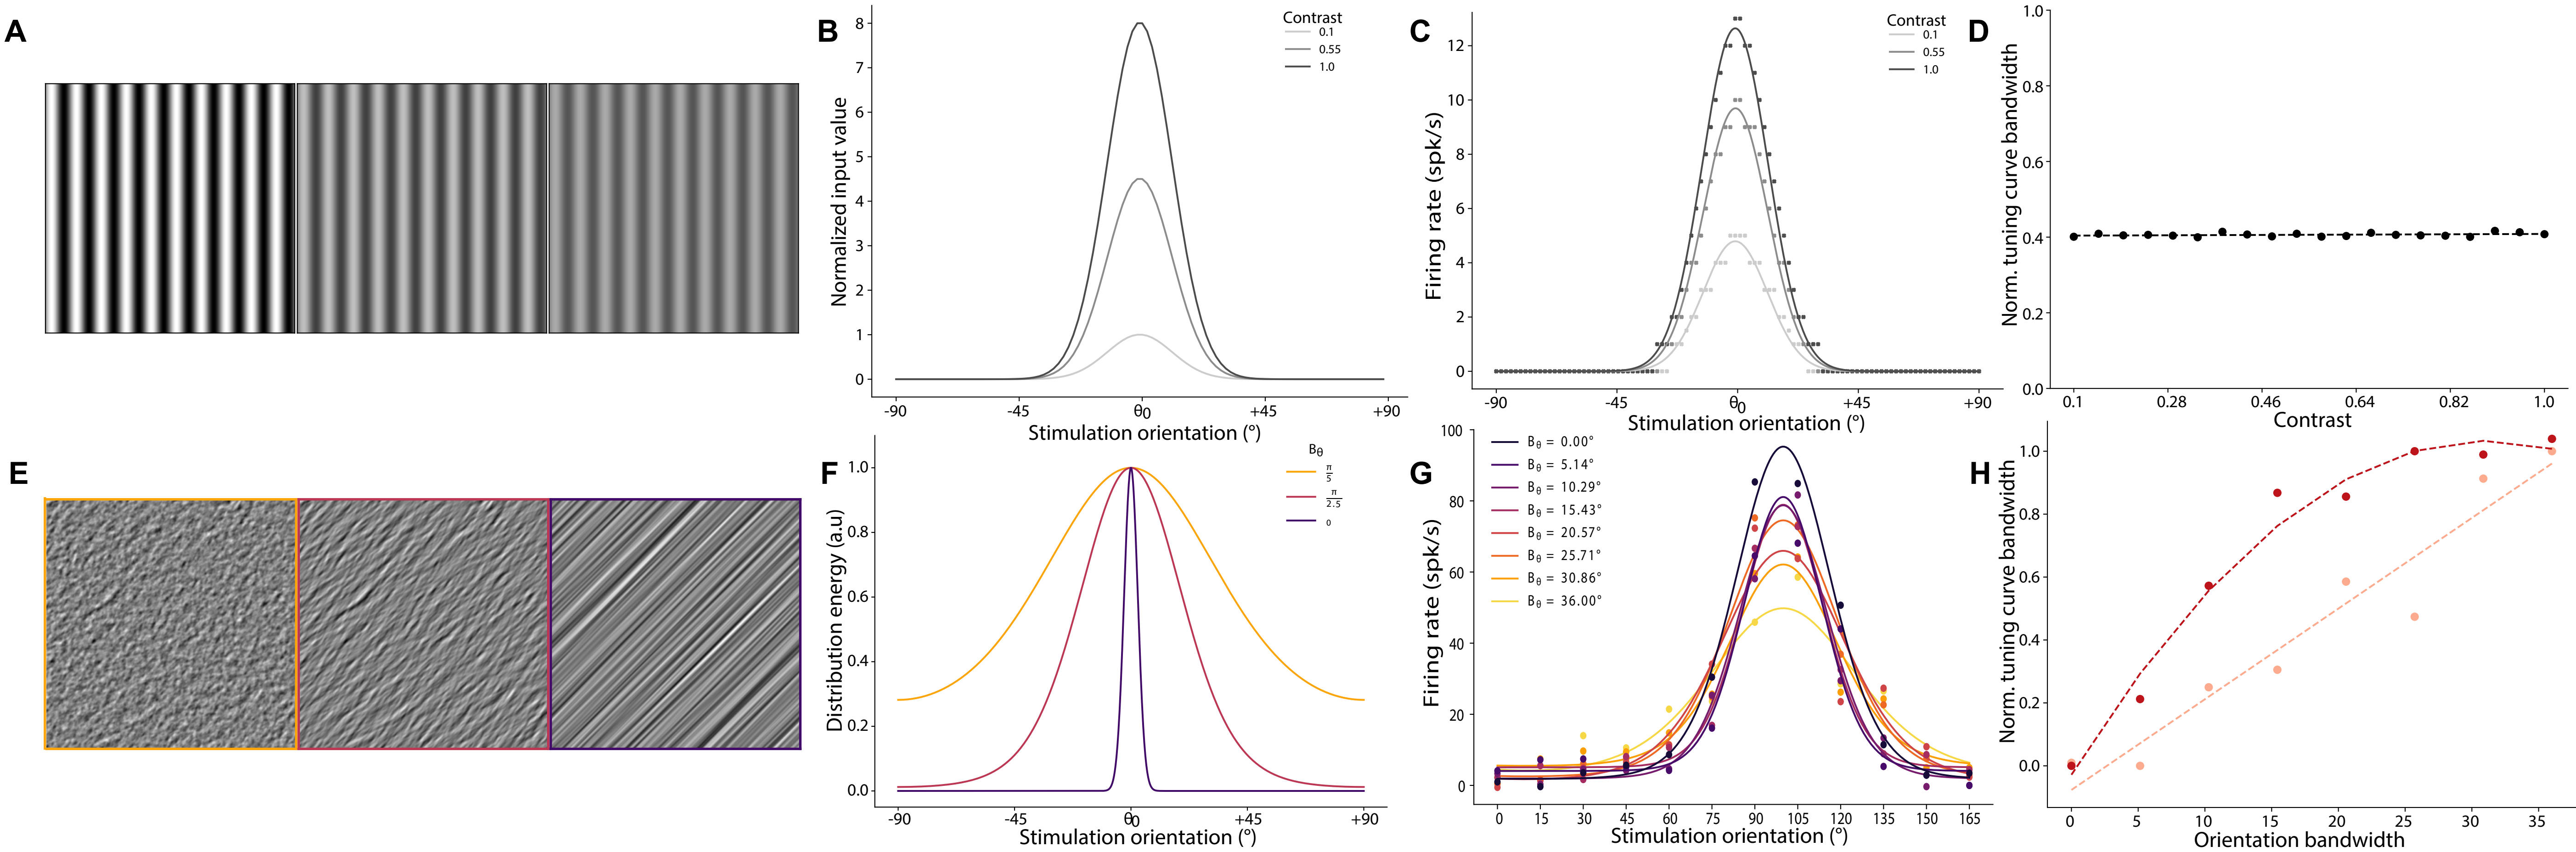 A
B
8
7
6
5
4
3
2
1
0
Normalized input value
Contrast
0.1
0.55
1.0
-90
-45
θ0
+45
+90
Stimulation orientation (°)
C
12
10
8
6
4
2
0
Firing rate (spk/s)
Contrast
0.1
0.55
1.0
-90
-45
θ0
+45
+90
Stimulation orientation (°)
D
1.0
0.8
0.6
0.4
0.2
0.0
Norm. tuning curve bandwidth
0.1
0.28
0.46
0.64
0.82
1.0
Contrast
E
F
1.0
0.8
0.6
0.4
0.2
0.0
Distribution energy (a.u)
Bθ
π/5
π/2.5
0
-90
-45
θ0
+45
+90
Stimulation orientation (°)
G
100
80
60
40
20
0
Firing rate (spk/s)
Bθ = 0.00°
Bθ = 5.14°
Bθ = 10.29°
Bθ = 15.43°
Bθ = 20.57°
Bθ = 25.71°
Bθ = 30.86°
Bθ = 36.00°
0
15
30
45
60
75
90
105
120
135
150
165
Stimulation orientation (°)
H
1.0
0.8
0.6
0.4
0.2
0.0
Norm. tuning curve bandwidth
0
5
10
15
20
25
30
35
Orientation bandwidth